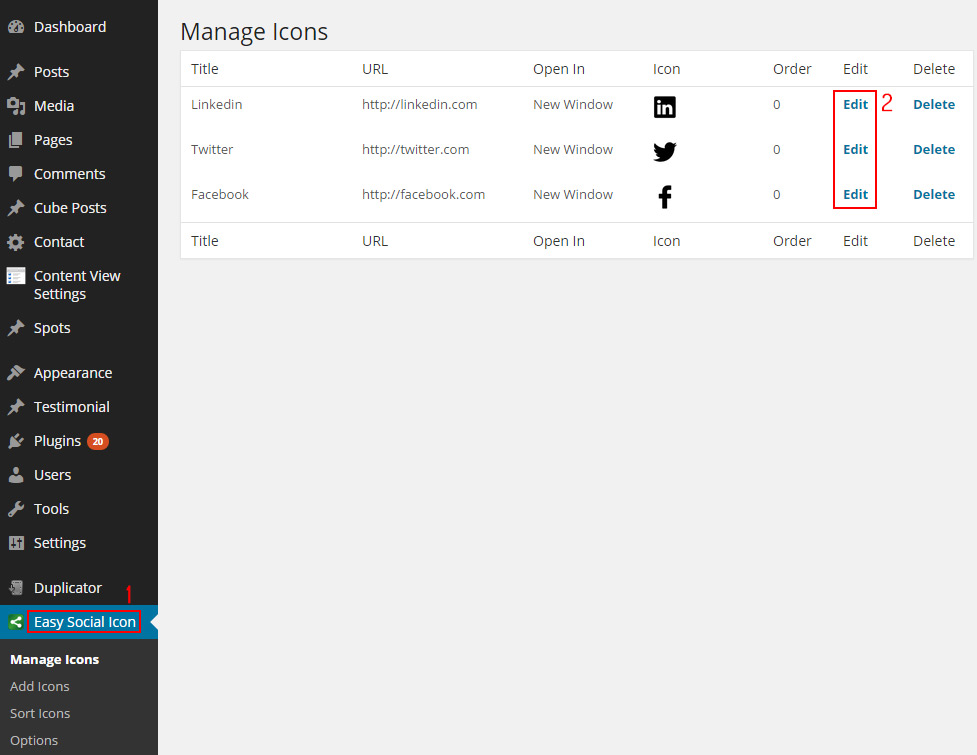 Dashboard
Posts
Media
Pages
Comments
Cube Posts
Contact
Content View
Settings
Spots
Appearance
Testimonial
Plugins 20
Users
Tools
Settings
Duplicator
1
Easy Social Icon
Manage Icons
Add Icons
Sort Icons
Options
Manage Icons
Title URL Open In Icon Order Edit Delete
Linkedin http://linkedin.com New Window in 0 Edit 2 Delete
Twitter http://twitter.com New Window 0 Edit Delete
Facebook http://facebook.com New Window f 0 Edit Delete
Title URL Open In Icon Order Edit Delete